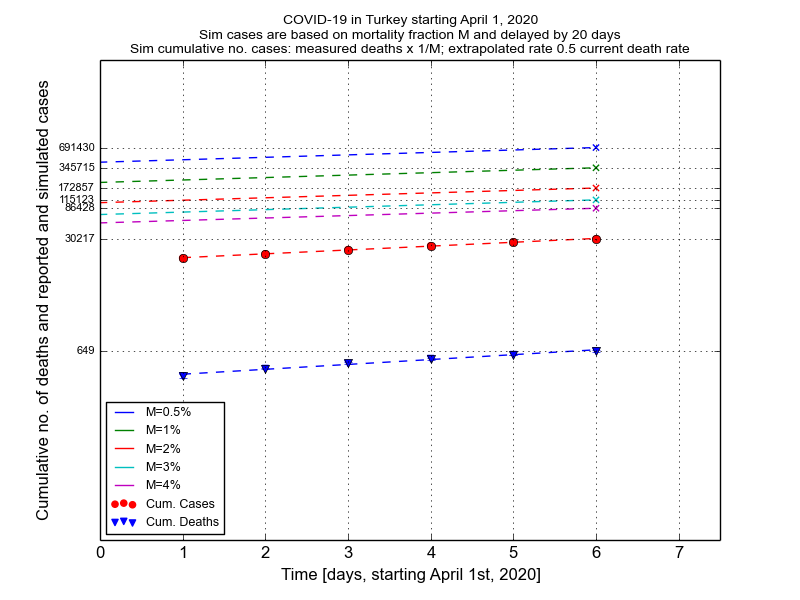 COVID-19 in Turkey starting April 1, 2020
Sim cases are based on mortality fraction M and delayed by 20 days
Sim cumulative no. cases: measured deaths x 1/M; extrapolated rate 0.5 current death rate
Cumulative no. of deaths and reported and simulated cases
691430
345715
172857
115123
86428
30217
649
M=0.5%
M=1%
M=2%
M=3%
M=4%
Cum. Cases
Cum. Deaths
0 1 2 3 4 5 6 7
Time [days, starting April 1st, 2020]